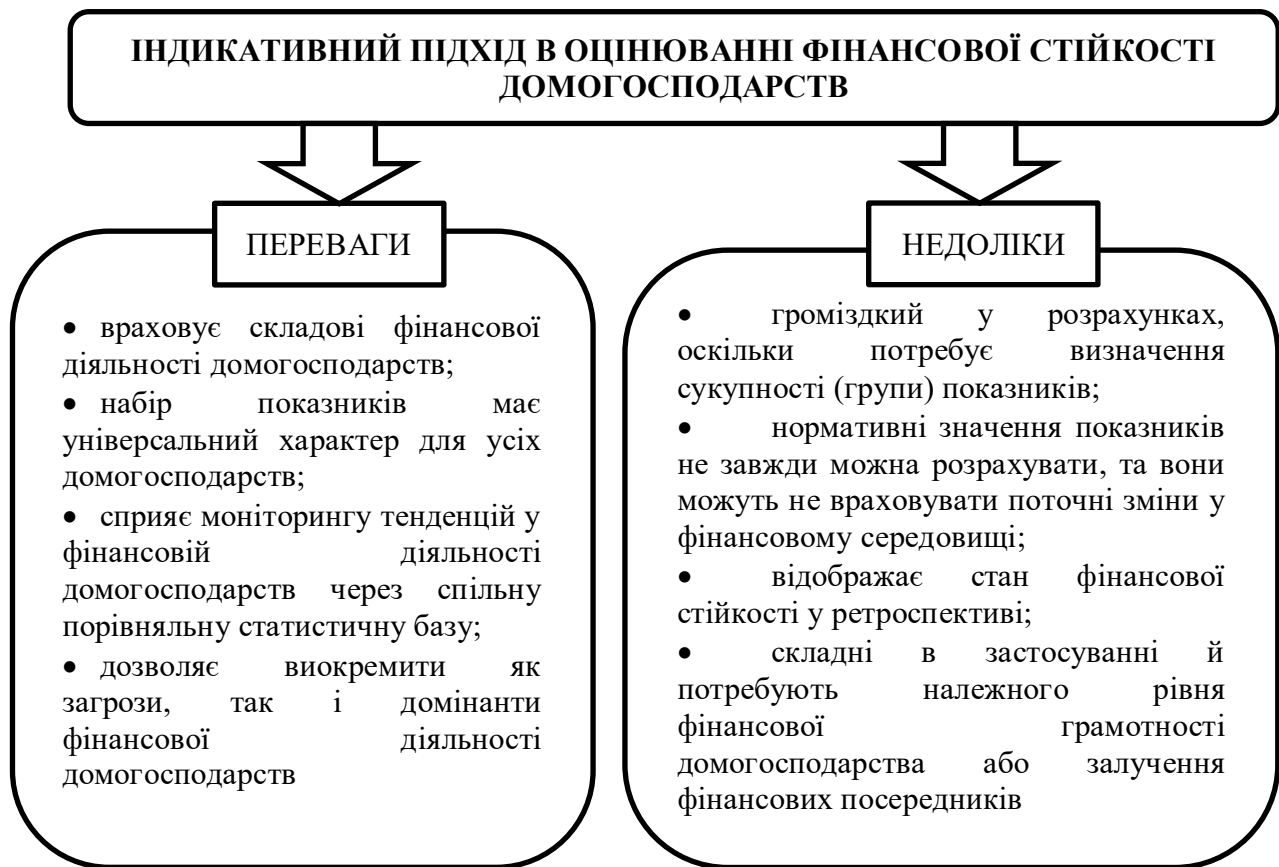 ІНДИКАТИВНИЙ ПІДХІД В ОЦІНЮВАННІ ФІНАНСОВОЇ СТІЙКОСТІ
ДОМОГОСПОДАРСТВ
ПЕРЕВАГИ
• враховує складові фінансової
діяльності домогосподарств;
• набір показників має
універсальний характер для усіх
домогосподарств;
• сприяє моніторингу тенденцій у
фінансовій діяльності
домогосподарств через спільну
порівняльну статистичну базу;
• дозволяє виокремити як
загрози, так і домінанти
фінансової діяльності
домогосподарств
НЕДОЛІКИ
• громіздкий у розрахунках,
оскільки потребує визначення
сукупності (групи) показників;
• нормативні значення показників
не завжди можна розрахувати, та вони
можуть не враховувати поточні зміни у
фінансовому середовищі;
• відображає стан фінансової
стійкості у ретроспективі;
• складні в застосуванні й
потребують належного рівня
фінансової грамотності
домогосподарства або залучення
фінансових посередників